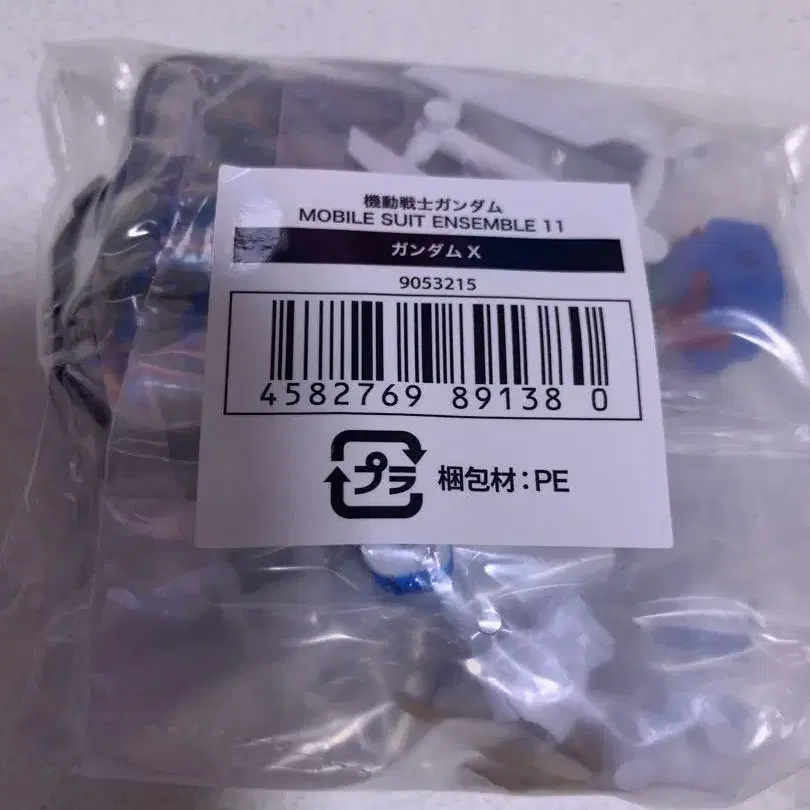 機動戦士ガンダム
MOBILE SUIT ENSEMBLE 11
ガンダムX
9053215
4582769 89138 0
プラ 梱包材：PE